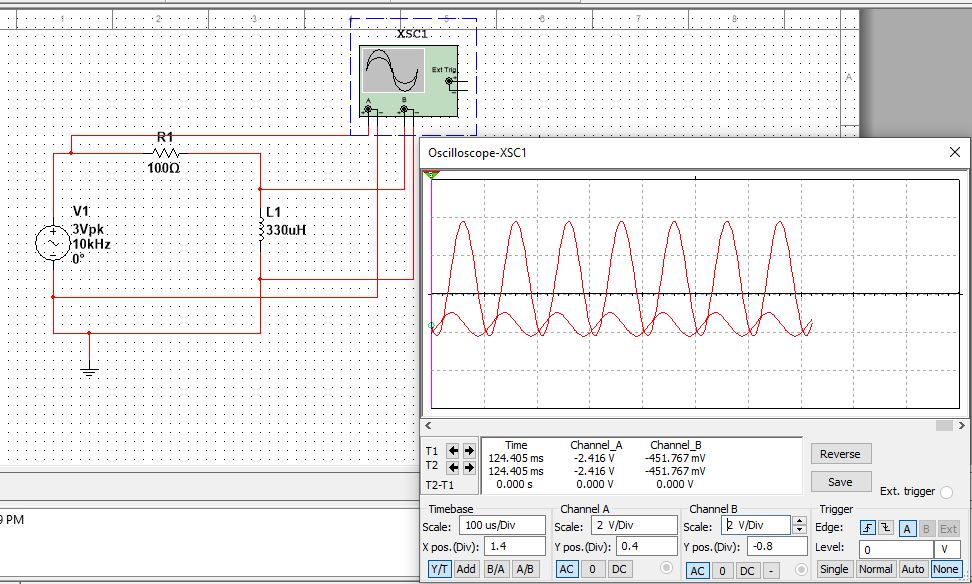 1 2 3 4 5 6 7 8
XSC1
A
Ext Trig
+
_
A B
+ _ + _
R1
100Ω
V1
3Vpk
10kHz
0°
L1
330uH
9 PM
Oscilloscope-XSC1
T1
T2
T2-T1
Time Channel_A Channel_B
124.405 ms -2.416 V -451.767 mV
124.405 ms -2.416 V -451.767 mV
0.000 s 0.000 V 0.000 V
Reverse
Save
Ext. trigger
Timebase
Scale: 100 us/Div
X pos.(Div): 1.4
Y/T Add B/A A/B
Channel A
Scale: 2 V/Div
Y pos.(Div): 0.4
AC 0 DC
Channel B
Scale: 2 V/Div
Y pos.(Div): -0.8
AC 0 DC -
Trigger
Edge: A B Ext
Level: 0 V
Single Normal Auto None